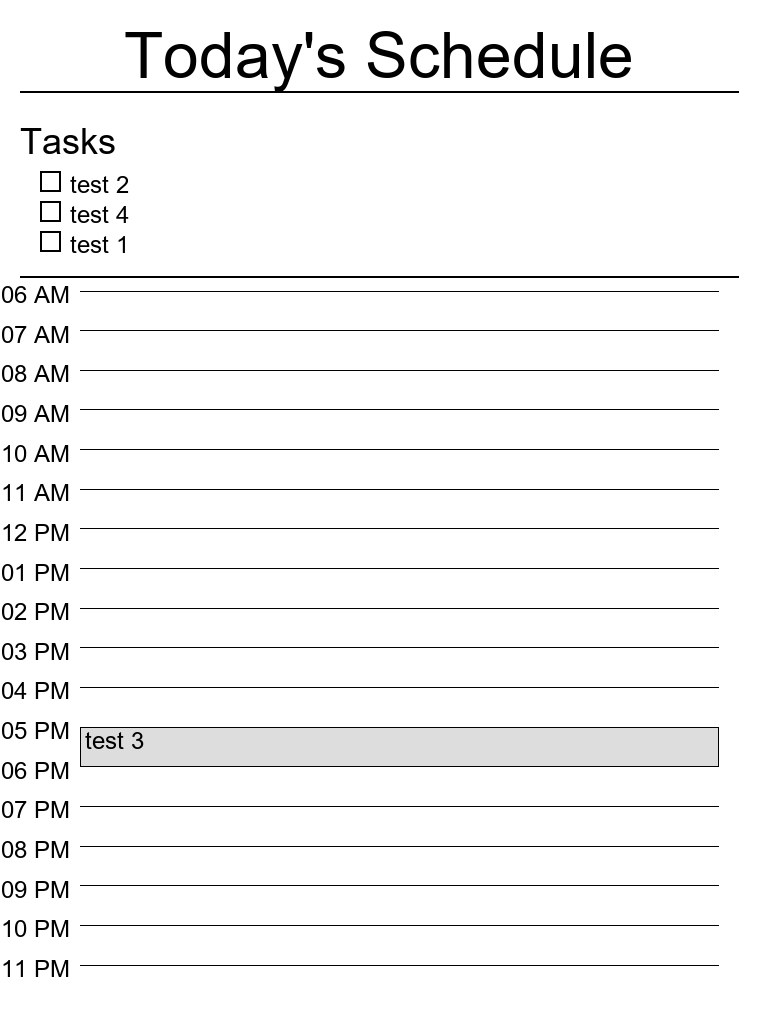 Today's Schedule
Tasks
test 2
test 4
test 1
06 AM
07 AM
08 AM
09 AM
10 AM
11 AM
12 PM
01 PM
02 PM
03 PM
04 PM
05 PM
test 3
06 PM
07 PM
08 PM
09 PM
10 PM
11 PM